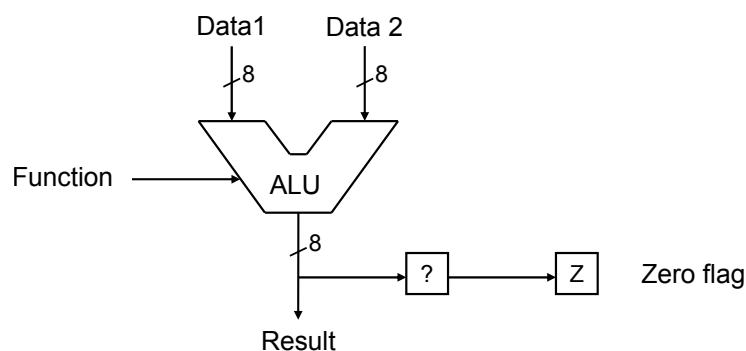 Data1 Data 2
8 8
Function
ALU
8
? Z Zero flag
Result